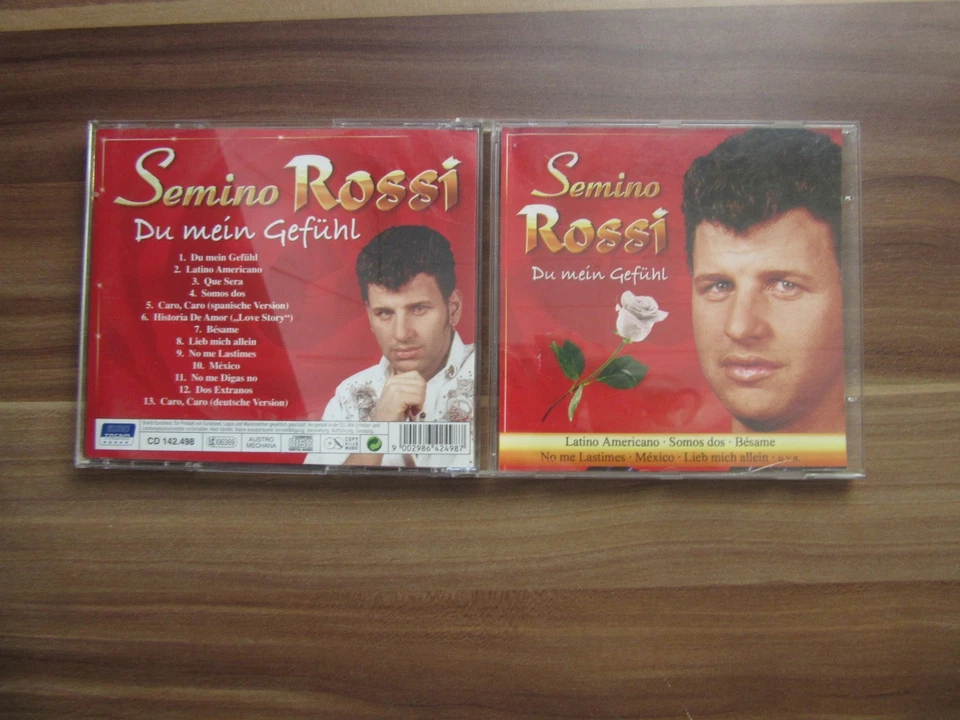 Semino Rossi
Du mein Gefühl
1. Du mein Gefühl
2. Latino Americano
3. Que Sera
4. Somos dos
5. Caro, Caro (spanische Version)
6. Historia De Amor („Love Story“)
7. Bésame
8. Lieb mich allein
9. No me Lastimes
10. México
11. No me Digas no
12. Dos Extranos
13. Caro, Caro (deutsche Version)
CD 142.498
LC 06369
AUSTRO
MECHANA
9 002986 424987
Semino
Rossi
Du mein Gefühl
Latino Americano · Somos dos · Bésame
No me Lastimes · México · Lieb mich allein · u.v.a.